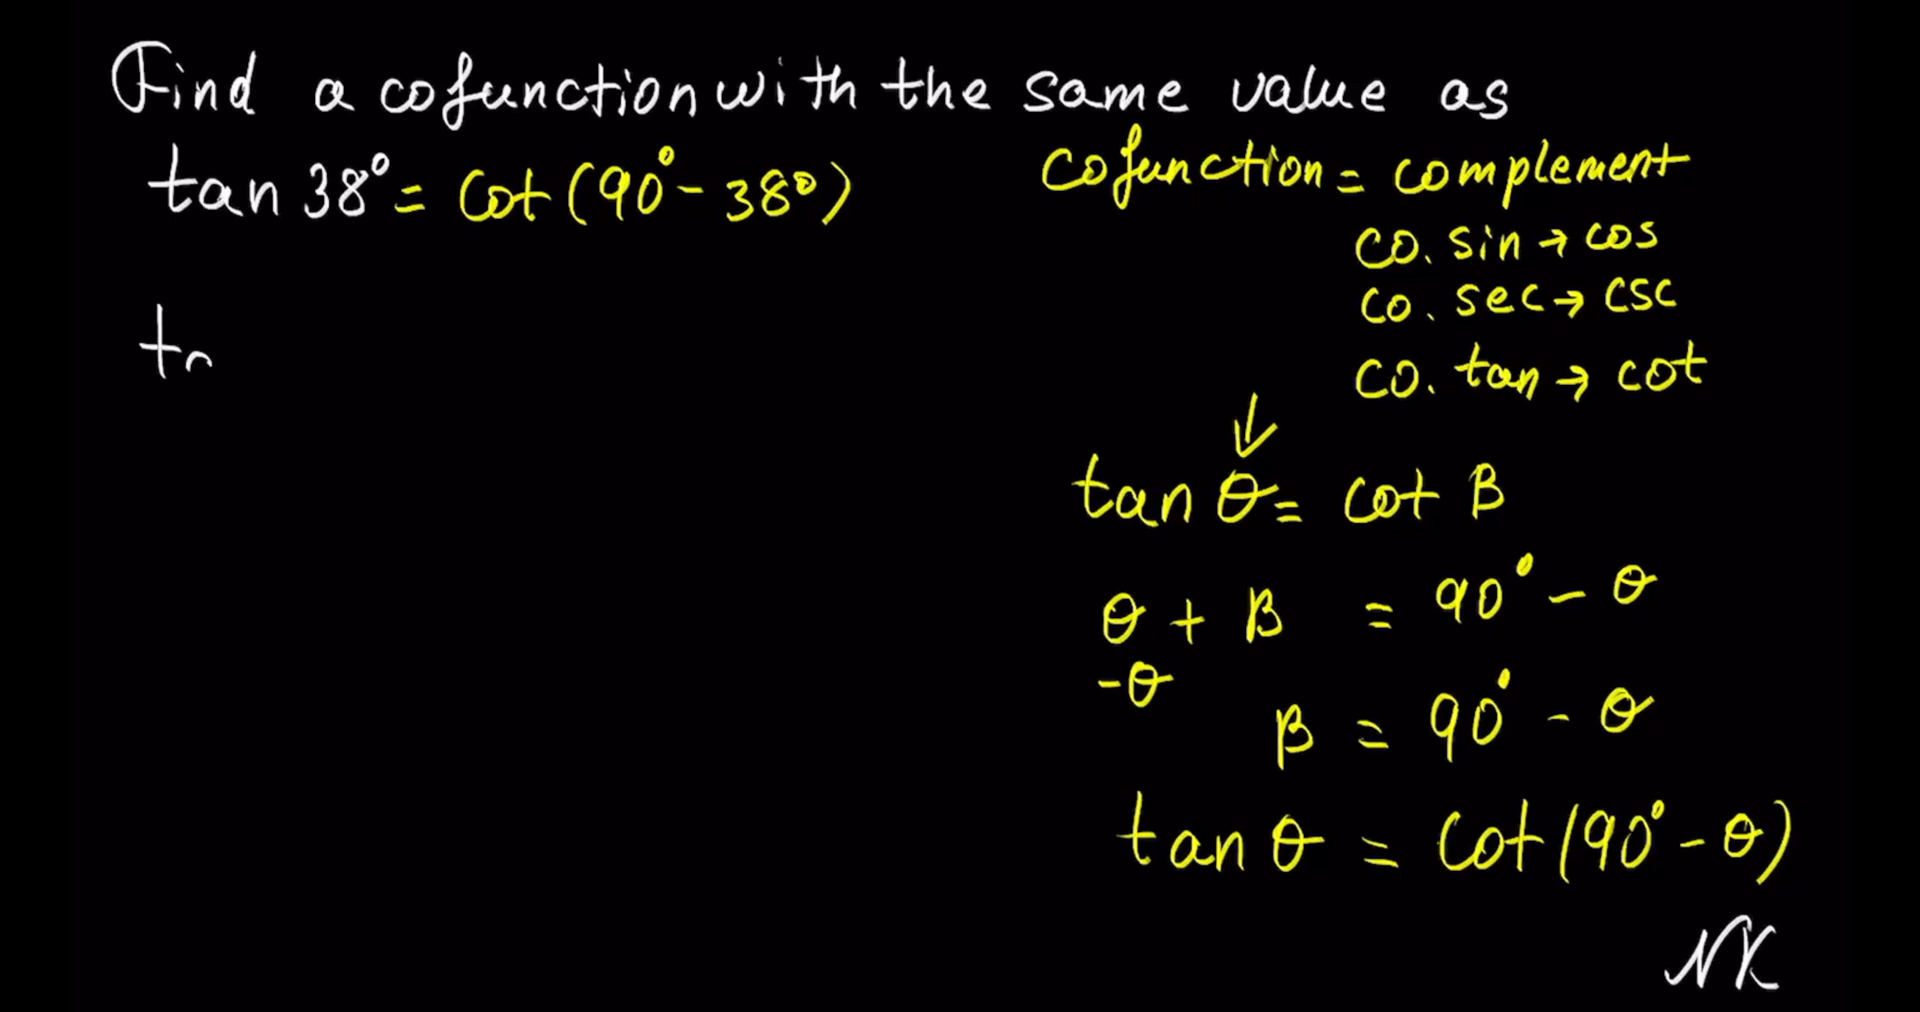 Find a cofunction with the same value as
tan 38° = cot (90° - 38°)
cofunction = complement
co. sin → cos
co. sec → csc
co. tan → cot
↓
tan θ = cot β
θ + β = 90° - θ
-θ
β = 90° - θ
tan θ = cot (90° - θ)
NK